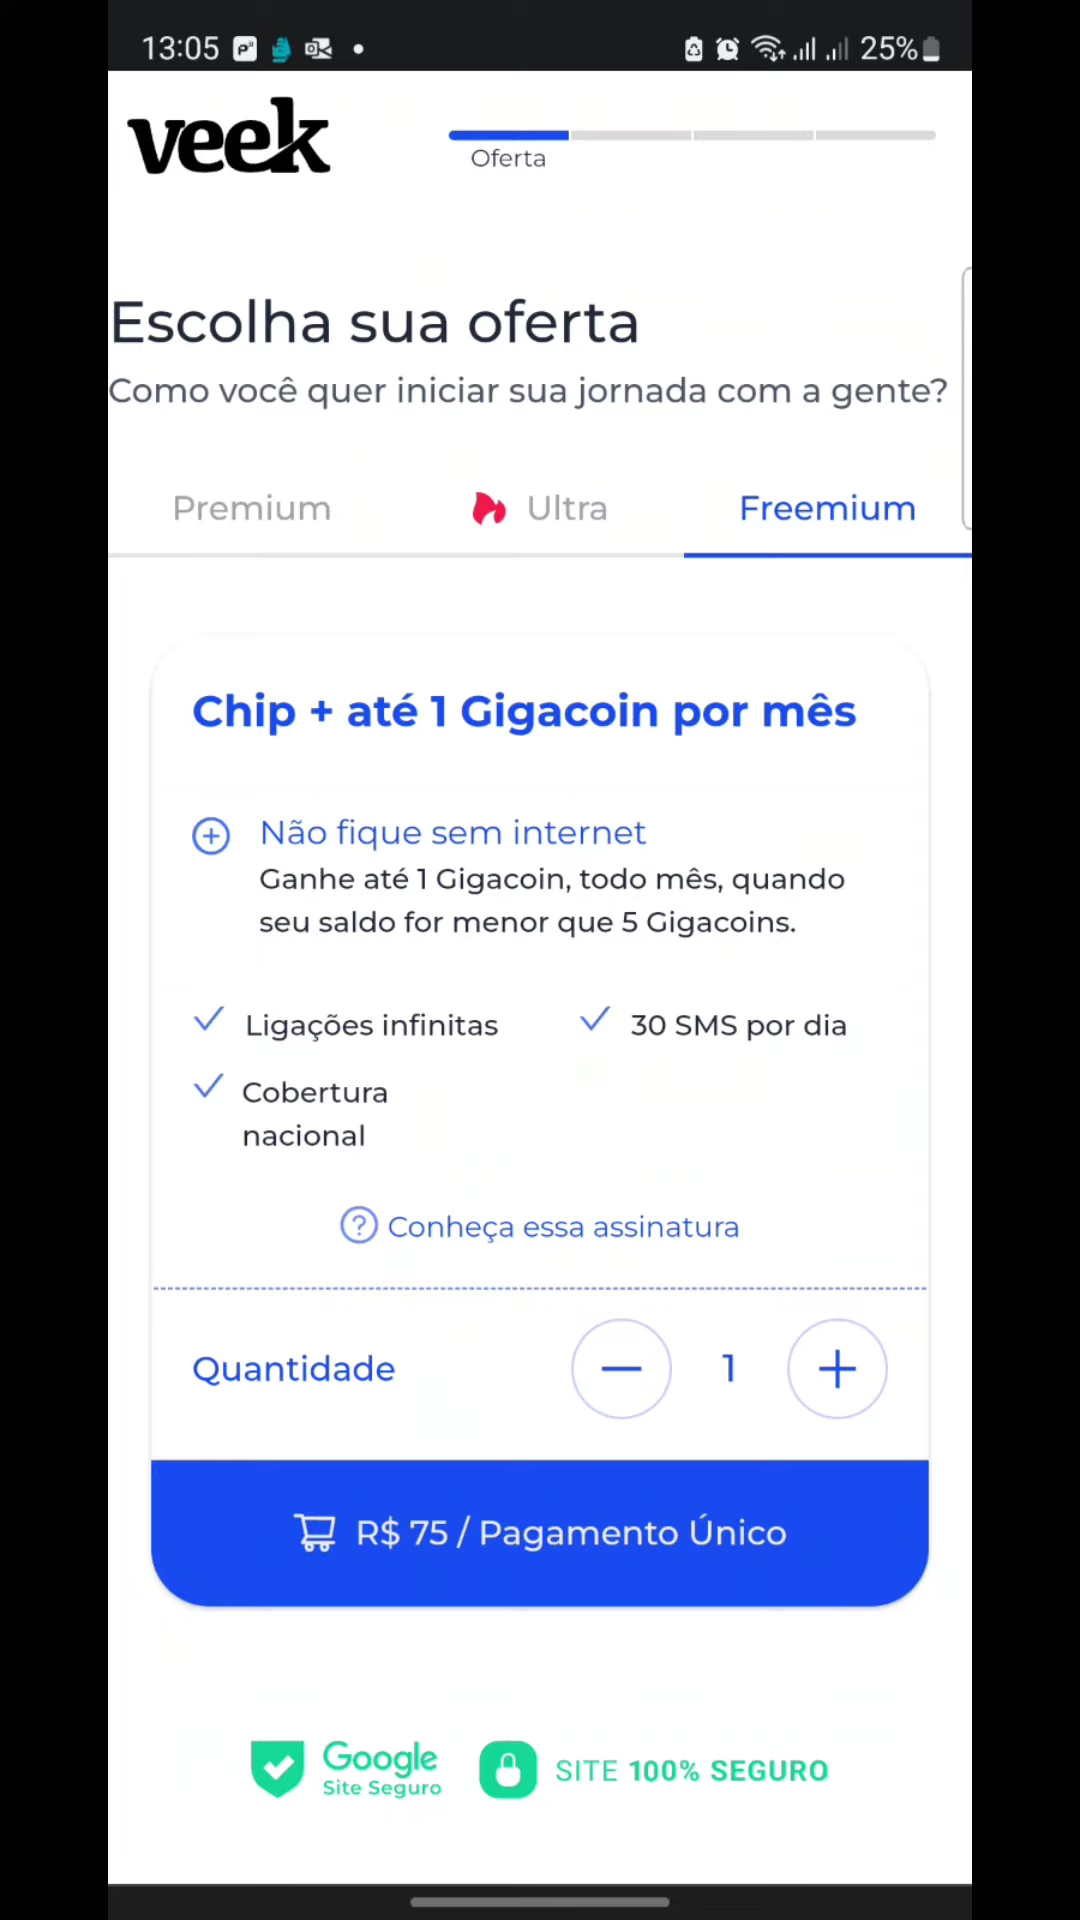 13:05
25%
veek
Oferta
Escolha sua oferta
Como você quer iniciar sua jornada com a gente?
Premium
Ultra
Freemium
Chip + até 1 Gigacoin por mês
Não fique sem internet
Ganhe até 1 Gigacoin, todo mês, quando
seu saldo for menor que 5 Gigacoins.
Ligações infinitas
30 SMS por dia
Cobertura
nacional
Conheça essa assinatura
Quantidade
1
R$ 75 / Pagamento Único
Google
Site Seguro
SITE 100% SEGURO